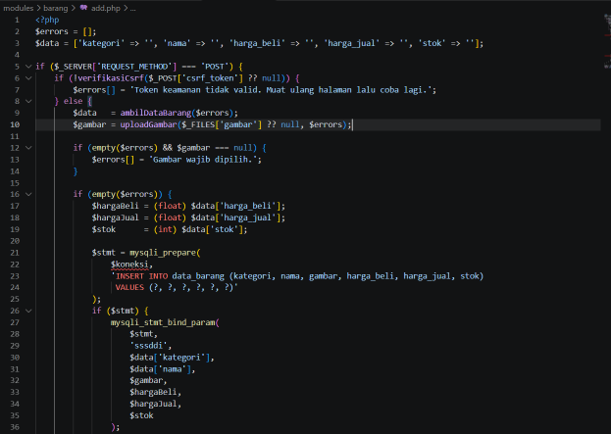 modules > barang > add.php > ...
1 <?php
2 $errors = [];
3 $data = ['kategori' => '', 'nama' => '', 'harga_beli' => '', 'harga_jual' => '', 'stok' => ''];
4
5 if ($_SERVER['REQUEST_METHOD'] === 'POST') {
6 if (!verifikasiCsrf($_POST['csrf_token'] ?? null)) {
7 $errors[] = 'Token keamanan tidak valid. Muat ulang halaman lalu coba lagi.';
8 } else {
9 $data = ambilDataBarang($errors);
10 $gambar = uploadGambar($_FILES['gambar'] ?? null, $errors);
11
12 if (empty($errors) && $gambar === null) {
13 $errors[] = 'Gambar wajib dipilih.';
14 }
15
16 if (empty($errors)) {
17 $hargaBeli = (float) $data['harga_beli'];
18 $hargaJual = (float) $data['harga_jual'];
19 $stok = (int) $data['stok'];
20
21 $stmt = mysqli_prepare(
22 $koneksi,
23 'INSERT INTO data_barang (kategori, nama, gambar, harga_beli, harga_jual, stok)
24 VALUES (?, ?, ?, ?, ?, ?)'
25 );
26 if ($stmt) {
27 mysqli_stmt_bind_param(
28 $stmt,
29 'sssddi',
30 $data['kategori'],
31 $data['nama'],
32 $gambar,
33 $hargaBeli,
34 $hargaJual,
35 $stok
36 );